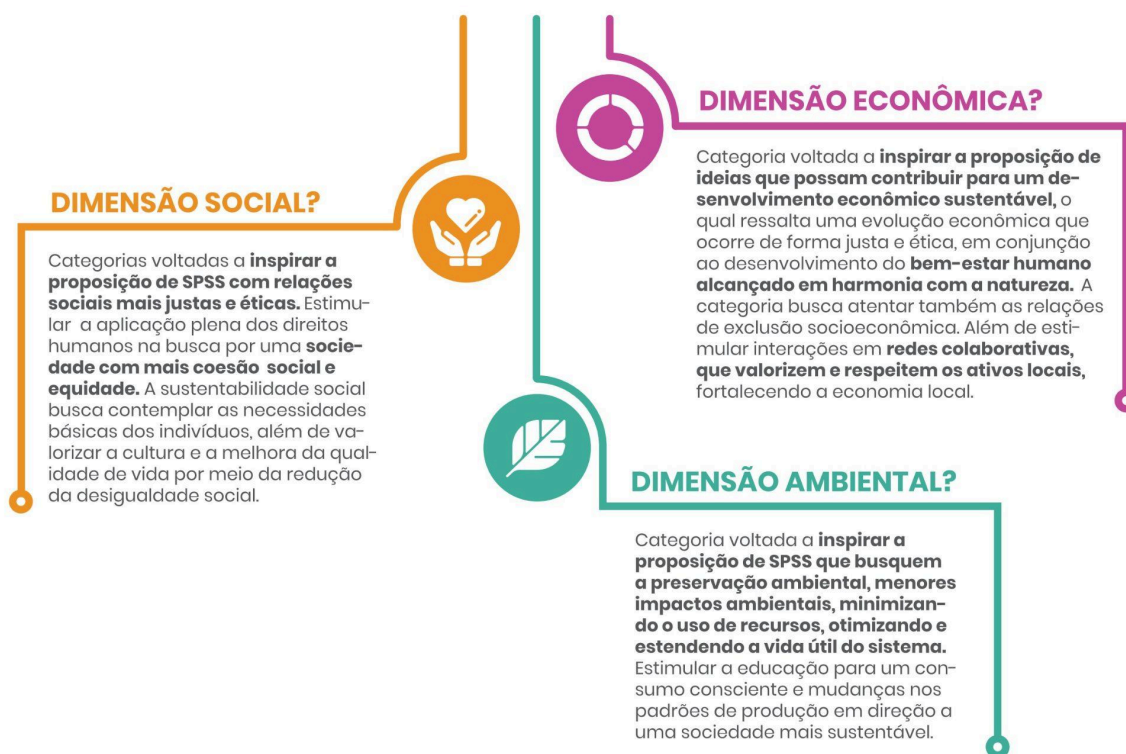 DIMENSÃO SOCIAL?
Categorias voltadas a inspirar a
proposição de SPSS com relações
sociais mais justas e éticas. Estimu-
lar a aplicação plena dos direitos
humanos na busca por uma socie-
dade com mais coesão social e
equidade. A sustentabilidade social
busca contemplar as necessidades
básicas dos indivíduos, além de va-
lorizar a cultura e a melhora da qual-
idade de vida por meio da redução
da desigualdade social.
DIMENSÃO ECONÔMICA?
Categoria voltada a inspirar a proposição de
ideias que possam contribuir para um de-
senvolvimento econômico sustentável, o
qual ressalta uma evolução econômica que
ocorre de forma justa e ética, em conjunção
ao desenvolvimento do bem-estar humano
alcançado em harmonia com a natureza. A
categoria busca atentar também as relações
de exclusão socioeconômica. Além de esti-
mular interações em redes colaborativas,
que valorizem e respeitem os ativos locais,
fortalecendo a economia local.
DIMENSÃO AMBIENTAL?
Categoria voltada a inspirar a
proposição de SPSS que busquem
a preservação ambiental, menores
impactos ambientais, minimizan-
do o uso de recursos, otimizando e
estendendo a vida útil do sistema.
Estimular a educação para um con-
sumo consciente e mudanças nos
padrões de produção em direção a
uma sociedade mais sustentável.